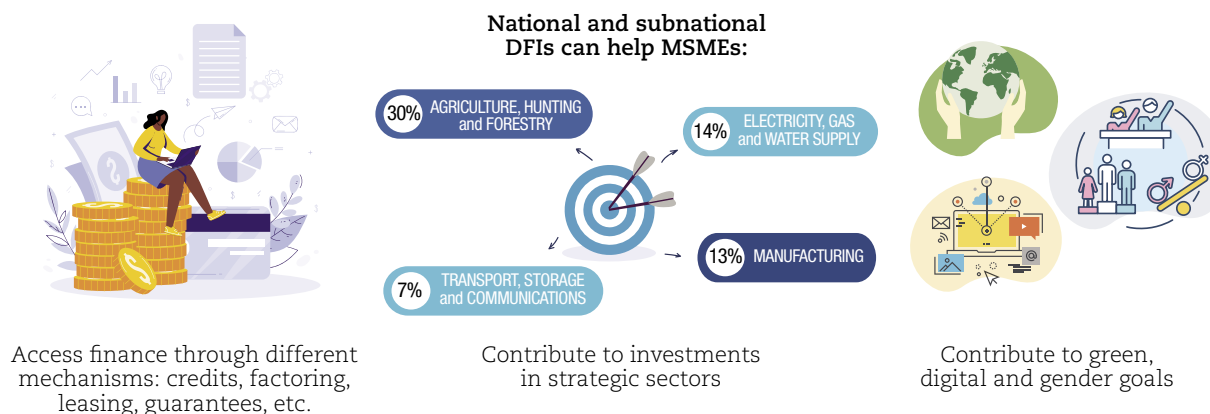 National and subnational
DFIs can help MSMEs:
30% AGRICULTURE, HUNTING
and FORESTRY
14% ELECTRICITY, GAS
and WATER SUPPLY
7% TRANSPORT, STORAGE
and COMMUNICATIONS
13% MANUFACTURING
Access finance through different
mechanisms: credits, factoring,
leasing, guarantees, etc.
Contribute to investments
in strategic sectors
Contribute to green,
digital and gender goals